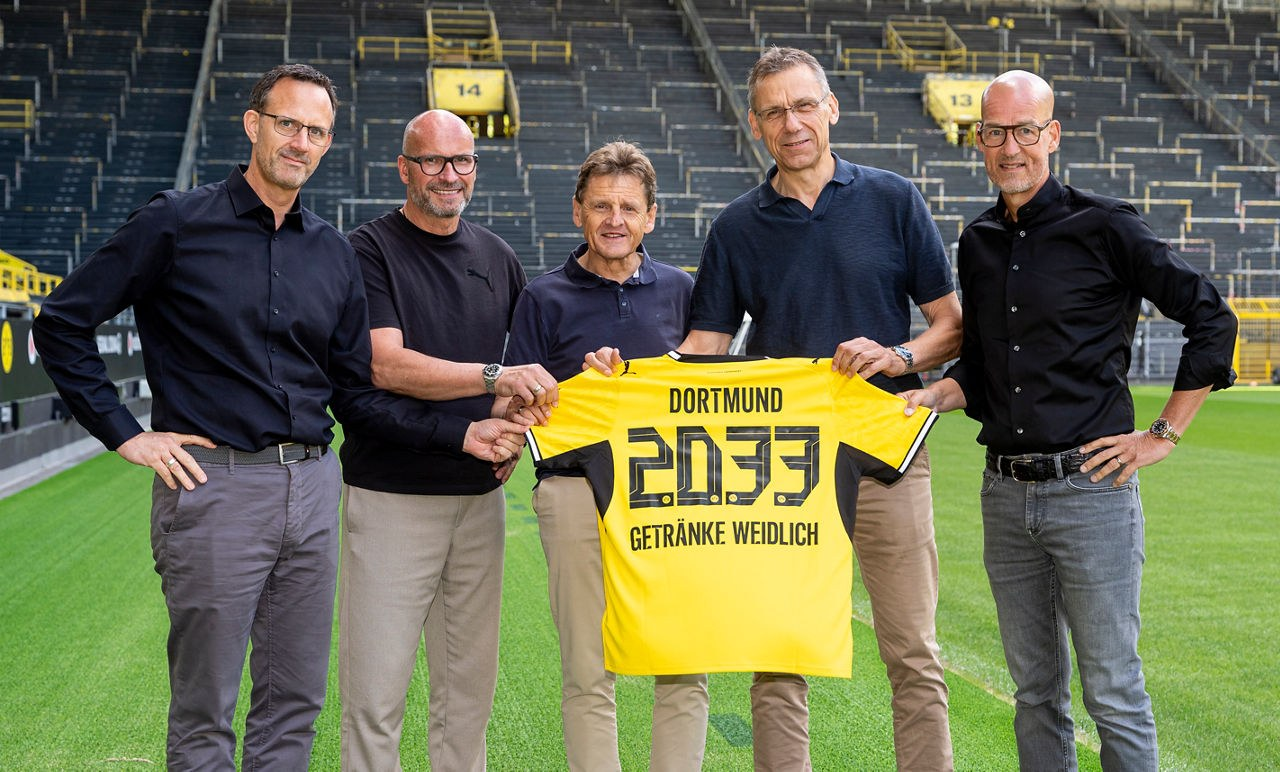 14
13
DORTMUND
2033
GETRÄNKE WEIDLICH